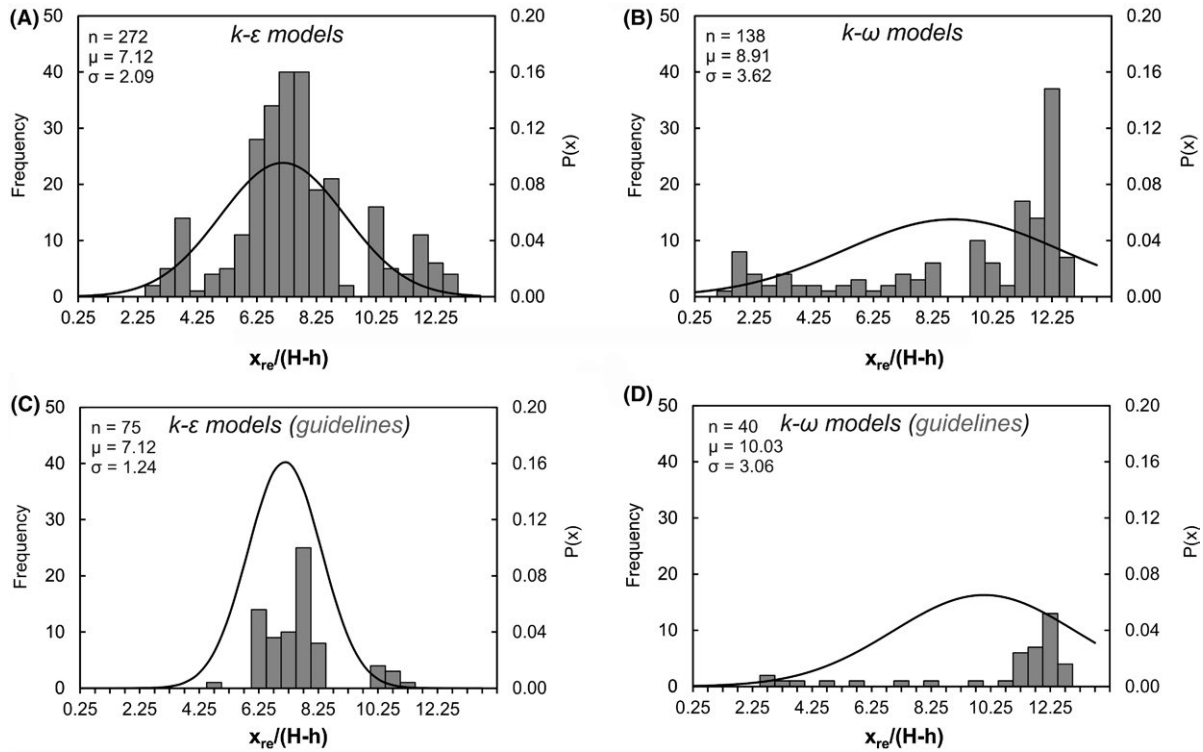 (A)
k-ε models
n = 272
μ = 7.12
σ = 2.09
50
40
30
20
10
0
Frequency
0.20
0.16
0.12
0.08
0.04
0.00
P(x)
0.25 2.25 4.25 6.25 8.25 10.25 12.25
x_re/(H-h)
(B)
k-ω models
n = 138
μ = 8.91
σ = 3.62
50
40
30
20
10
0
Frequency
0.20
0.16
0.12
0.08
0.04
0.00
P(x)
0.25 2.25 4.25 6.25 8.25 10.25 12.25
x_re/(H-h)
(C)
k-ε models (guidelines)
n = 75
μ = 7.12
σ = 1.24
50
40
30
20
10
0
Frequency
0.20
0.16
0.12
0.08
0.04
0.00
P(x)
0.25 2.25 4.25 6.25 8.25 10.25 12.25
x_re/(H-h)
(D)
k-ω models (guidelines)
n = 40
μ = 10.03
σ = 3.06
50
40
30
20
10
0
Frequency
0.20
0.16
0.12
0.08
0.04
0.00
P(x)
0.25 2.25 4.25 6.25 8.25 10.25 12.25
x_re/(H-h)